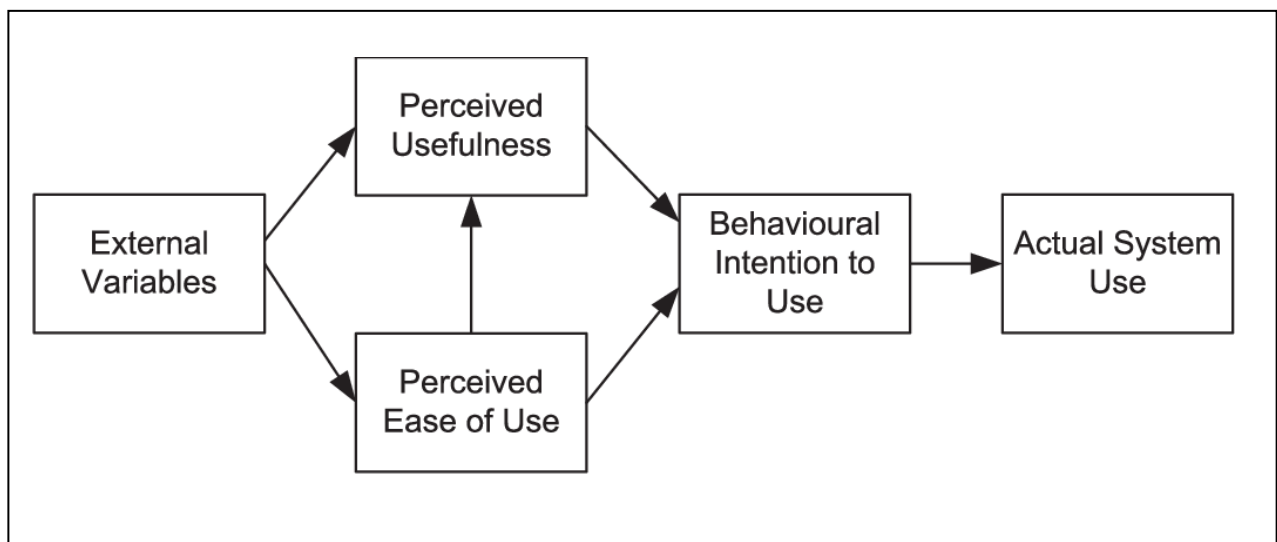 Perceived
Usefulness
External
Variables
Behavioural
Intention to
Use
Actual System
Use
Perceived
Ease of Use